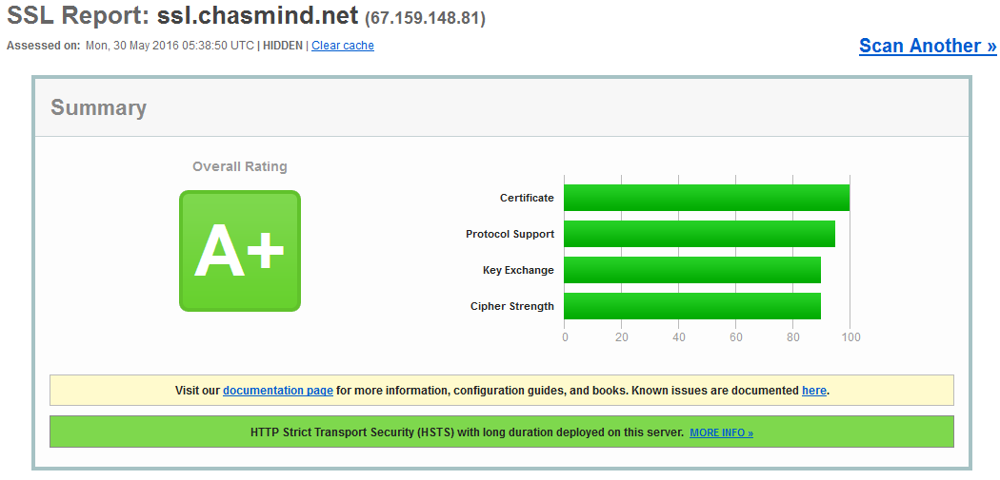 SSL Report: ssl.chasmind.net (67.159.148.81)
Assessed on: Mon, 30 May 2016 05:38:50 UTC | HIDDEN | Clear cache
Scan Another »
Summary
Overall Rating
A+
Certificate
Protocol Support
Key Exchange
Cipher Strength
0 20 40 60 80 100
Visit our documentation page for more information, configuration guides, and books. Known issues are documented here.
HTTP Strict Transport Security (HSTS) with long duration deployed on this server. MORE INFO »